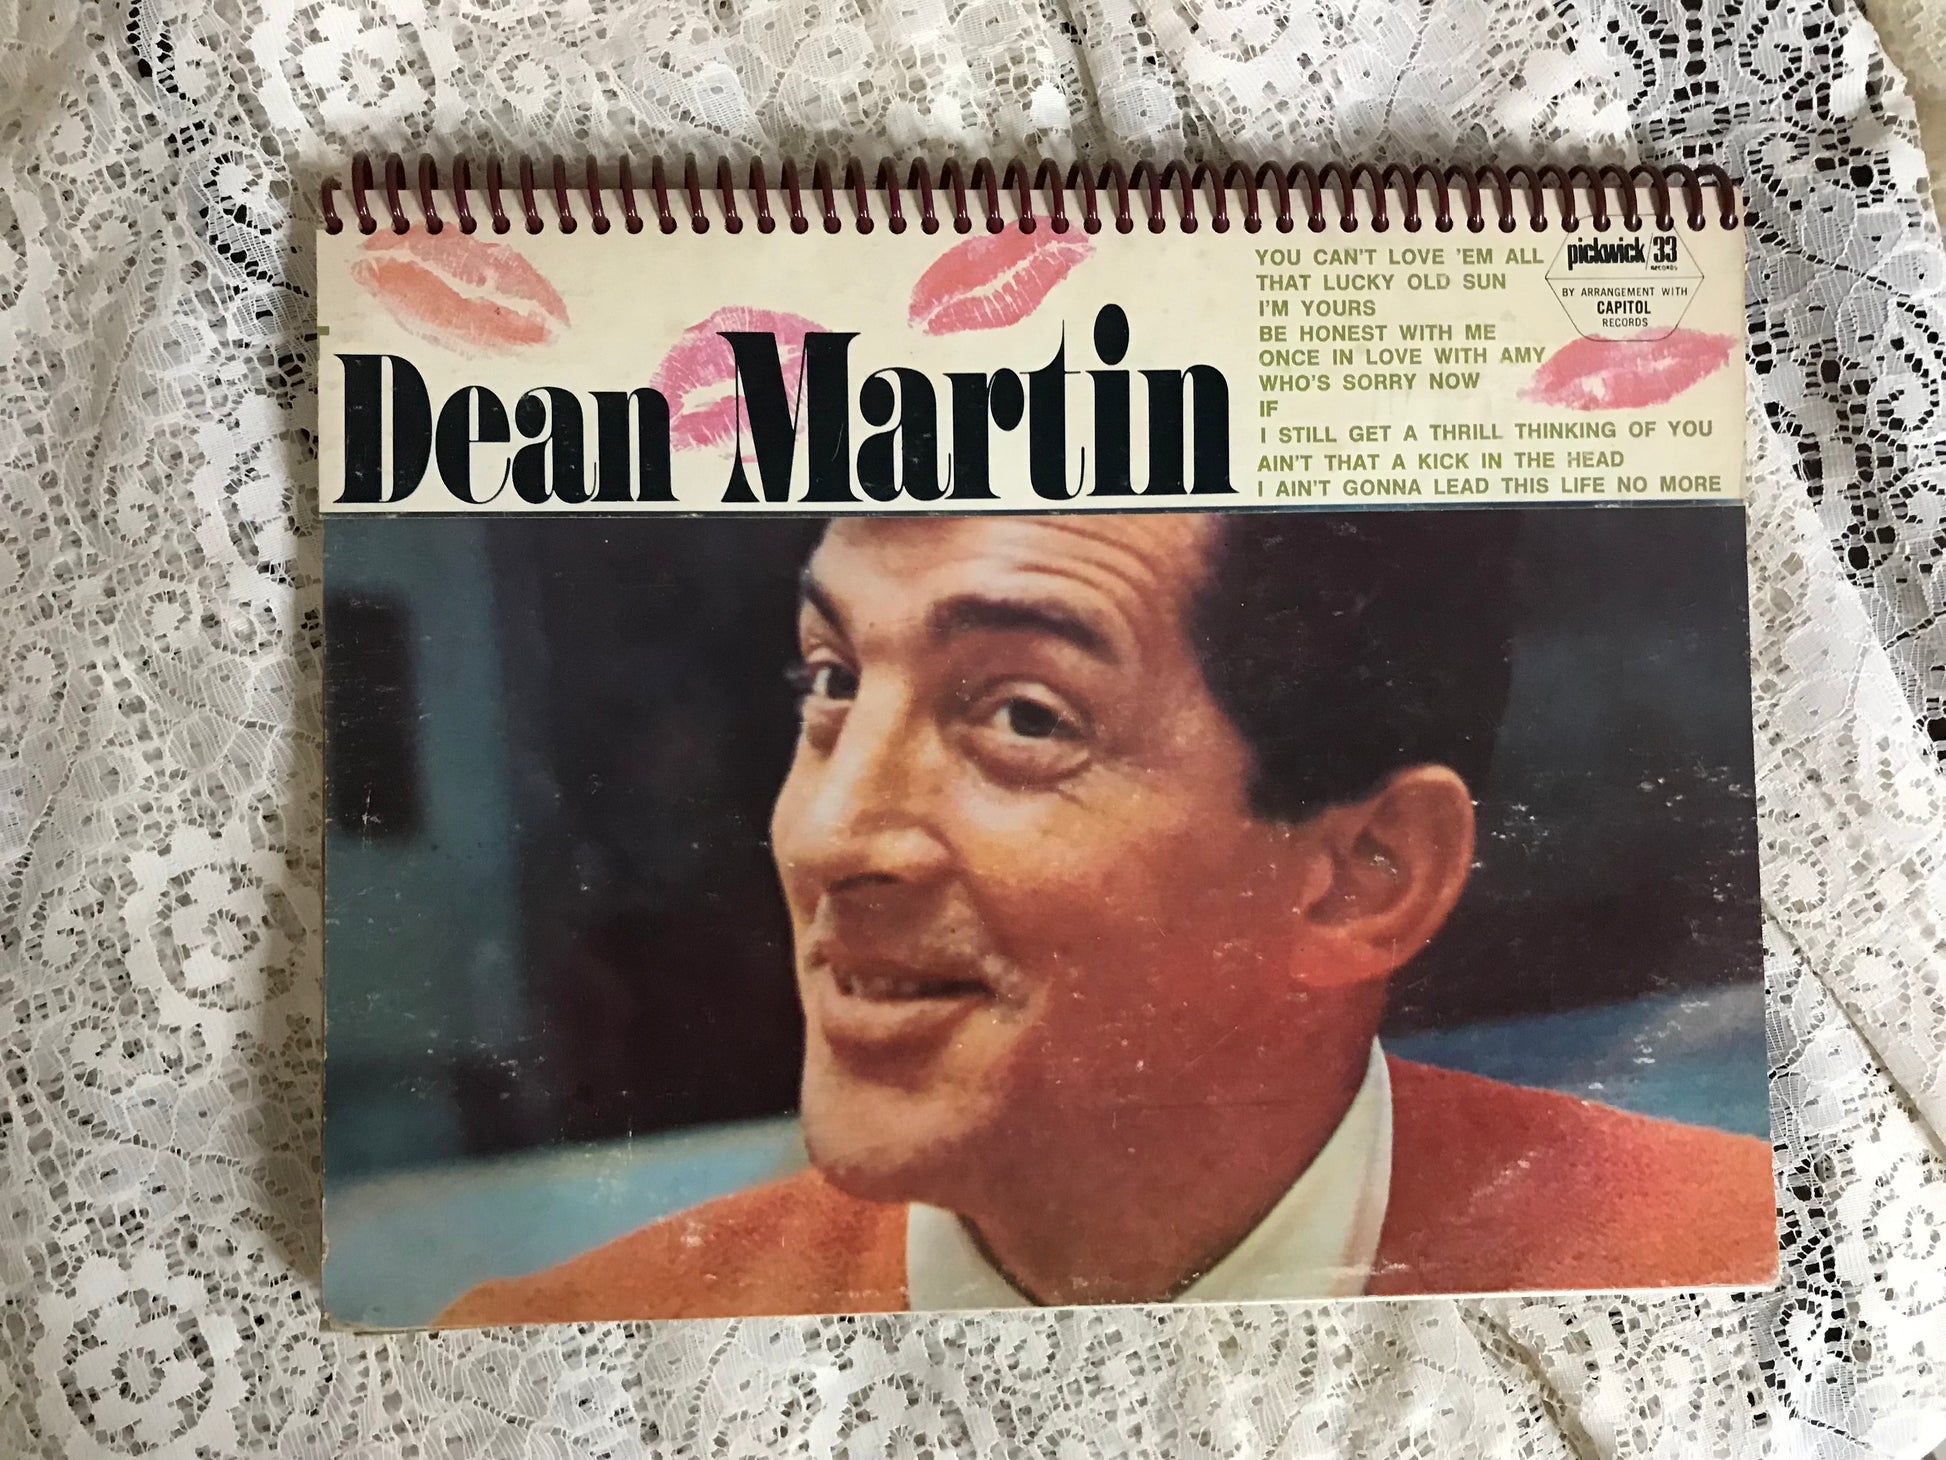 Dean Martin
YOU CAN'T LOVE 'EM ALL
THAT LUCKY OLD SUN
I'M YOURS
BE HONEST WITH ME
ONCE IN LOVE WITH AMY
WHO'S SORRY NOW
IF
I STILL GET A THRILL THINKING OF YOU
AIN'T THAT A KICK IN THE HEAD
I AIN'T GONNA LEAD THIS LIFE NO MORE
pickwick/33
RECORDS
BY ARRANGEMENT WITH
CAPITOL
RECORDS